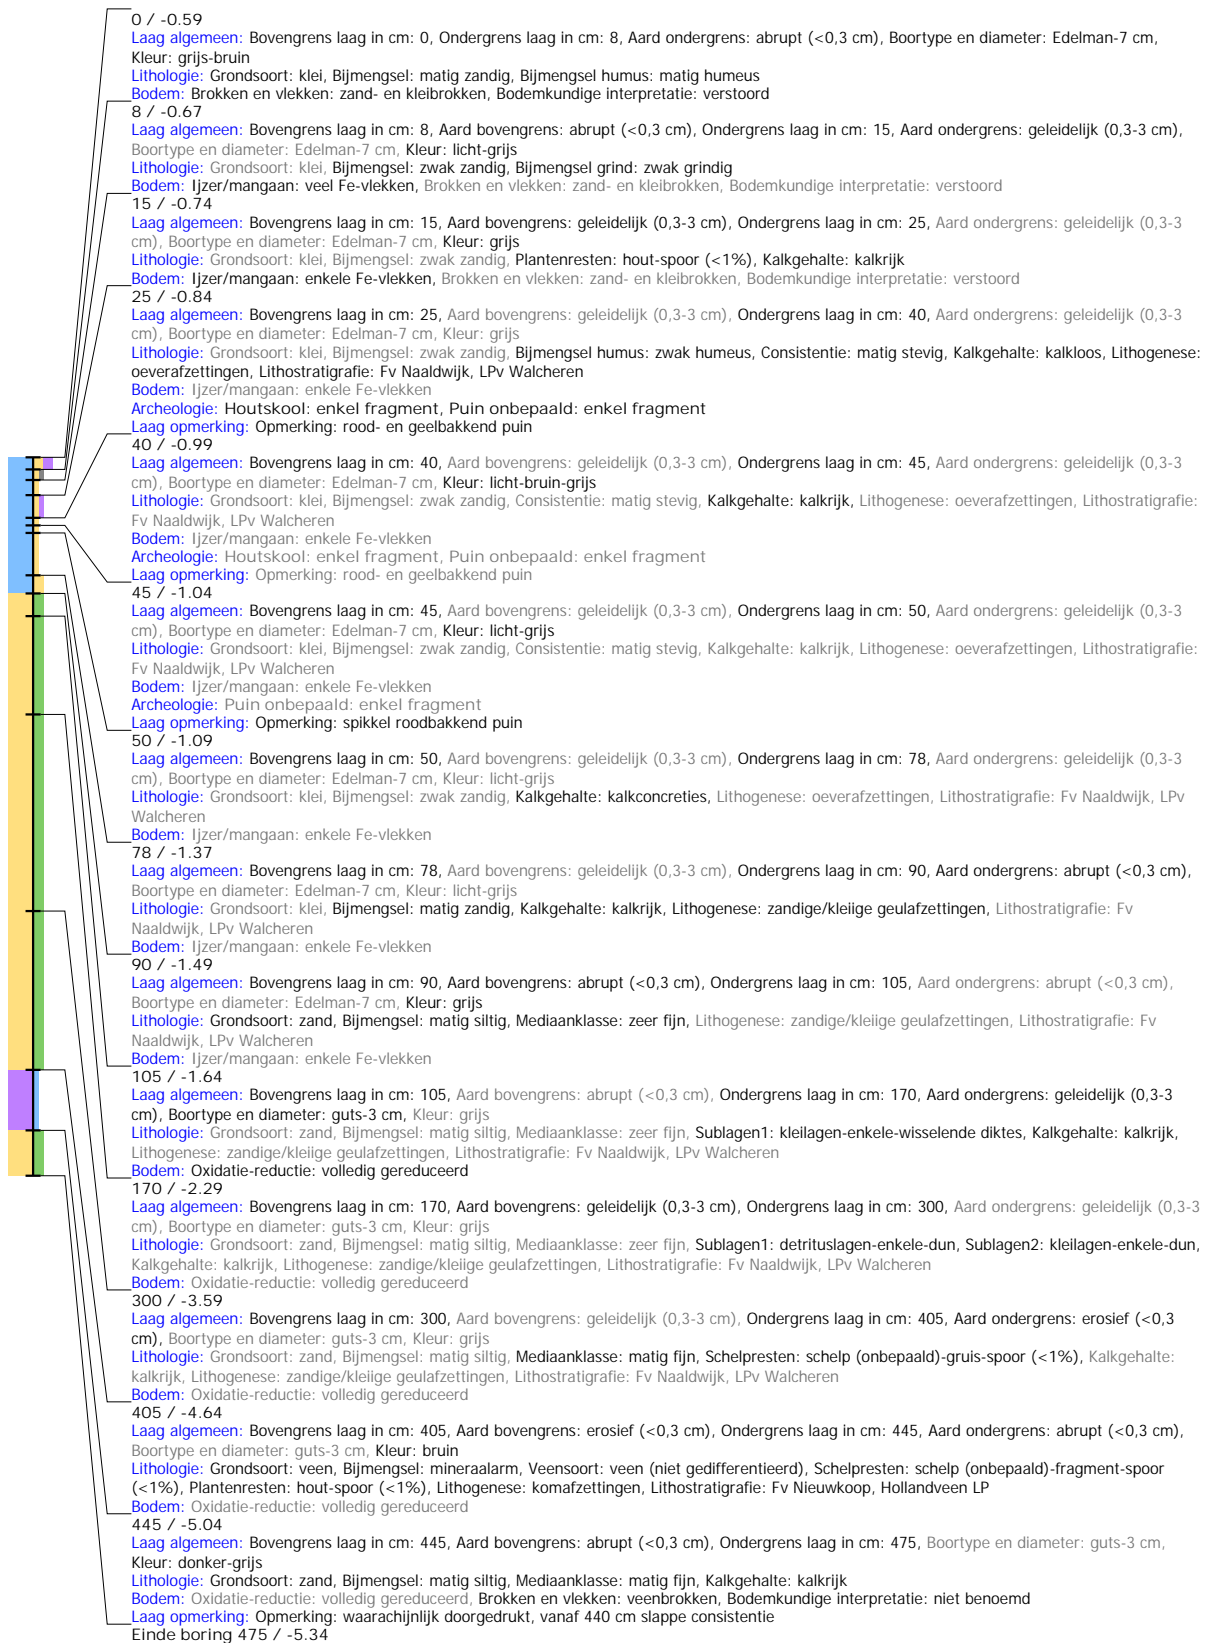 0 / -0.59
Laag algemeen: Bovengrens laag in cm: 0, Ondergrens laag in cm: 8, Aard ondergrens: abrupt (<0,3 cm), Boortype en diameter: Edelman-7 cm,
Kleur: grijs-bruin
Lithologie: Grondsoort: klei, Bijmengsel: matig zandig, Bijmengsel humus: matig humeus
Bodem: Brokken en vlekken: zand- en kleibrokken, Bodemkundige interpretatie: verstoord
8 / -0.67
Laag algemeen: Bovengrens laag in cm: 8, Aard bovengrens: abrupt (<0,3 cm), Ondergrens laag in cm: 15, Aard ondergrens: geleidelijk (0,3-3 cm),
Boortype en diameter: Edelman-7 cm, Kleur: licht-grijs
Lithologie: Grondsoort: klei, Bijmengsel: zwak zandig, Bijmengsel grind: zwak grindig
Bodem: Ijzer/mangaan: veel Fe-vlekken, Brokken en vlekken: zand- en kleibrokken, Bodemkundige interpretatie: verstoord
15 / -0.74
Laag algemeen: Bovengrens laag in cm: 15, Aard bovengrens: geleidelijk (0,3-3 cm), Ondergrens laag in cm: 25, Aard ondergrens: geleidelijk (0,3-3
cm), Boortype en diameter: Edelman-7 cm, Kleur: grijs
Lithologie: Grondsoort: klei, Bijmengsel: zwak zandig, Plantenresten: hout-spoor (<1%), Kalkgehalte: kalkrijk
Bodem: Ijzer/mangaan: enkele Fe-vlekken, Brokken en vlekken: zand- en kleibrokken, Bodemkundige interpretatie: verstoord
25 / -0.84
Laag algemeen: Bovengrens laag in cm: 25, Aard bovengrens: geleidelijk (0,3-3 cm), Ondergrens laag in cm: 40, Aard ondergrens: geleidelijk (0,3-3
cm), Boortype en diameter: Edelman-7 cm, Kleur: grijs
Lithologie: Grondsoort: klei, Bijmengsel: zwak zandig, Bijmengsel humus: zwak humeus, Consistentie: matig stevig, Kalkgehalte: kalkloos, Lithogenese:
oeverafzettingen, Lithostratigrafie: Fv Naaldwijk, LPv Walcheren
Bodem: Ijzer/mangaan: enkele Fe-vlekken
Archeologie: Houtskool: enkel fragment, Puin onbepaald: enkel fragment
Laag opmerking: Opmerking: rood- en geelbakkend puin
40 / -0.99
Laag algemeen: Bovengrens laag in cm: 40, Aard bovengrens: geleidelijk (0,3-3 cm), Ondergrens laag in cm: 45, Aard ondergrens: geleidelijk (0,3-3
cm), Boortype en diameter: Edelman-7 cm, Kleur: licht-bruin-grijs
Lithologie: Grondsoort: klei, Bijmengsel: zwak zandig, Consistentie: matig stevig, Kalkgehalte: kalkrijk, Lithogenese: oeverafzettingen, Lithostratigrafie:
Fv Naaldwijk, LPv Walcheren
Bodem: Ijzer/mangaan: enkele Fe-vlekken
Archeologie: Houtskool: enkel fragment, Puin onbepaald: enkel fragment
Laag opmerking: Opmerking: rood- en geelbakkend puin
45 / -1.04
Laag algemeen: Bovengrens laag in cm: 45, Aard bovengrens: geleidelijk (0,3-3 cm), Ondergrens laag in cm: 50, Aard ondergrens: geleidelijk (0,3-3
cm), Boortype en diameter: Edelman-7 cm, Kleur: licht-grijs
Lithologie: Grondsoort: klei, Bijmengsel: zwak zandig, Consistentie: matig stevig, Kalkgehalte: kalkrijk, Lithogenese: oeverafzettingen, Lithostratigrafie:
Fv Naaldwijk, LPv Walcheren
Bodem: Ijzer/mangaan: enkele Fe-vlekken
Archeologie: Puin onbepaald: enkel fragment
Laag opmerking: Opmerking: spikkel roodbakkend puin
50 / -1.09
Laag algemeen: Bovengrens laag in cm: 50, Aard bovengrens: geleidelijk (0,3-3 cm), Ondergrens laag in cm: 78, Aard ondergrens: geleidelijk (0,3-3
cm), Boortype en diameter: Edelman-7 cm, Kleur: licht-grijs
Lithologie: Grondsoort: klei, Bijmengsel: zwak zandig, Kalkgehalte: kalkconcreties, Lithogenese: oeverafzettingen, Lithostratigrafie: Fv Naaldwijk, LPv
Walcheren
Bodem: Ijzer/mangaan: enkele Fe-vlekken
78 / -1.37
Laag algemeen: Bovengrens laag in cm: 78, Aard bovengrens: geleidelijk (0,3-3 cm), Ondergrens laag in cm: 90, Aard ondergrens: abrupt (<0,3 cm),
Boortype en diameter: Edelman-7 cm, Kleur: licht-grijs
Lithologie: Grondsoort: klei, Bijmengsel: matig zandig, Kalkgehalte: kalkrijk, Lithogenese: zandige/kleiige geulafzettingen, Lithostratigrafie: Fv
Naaldwijk, LPv Walcheren
Bodem: Ijzer/mangaan: enkele Fe-vlekken
90 / -1.49
Laag algemeen: Bovengrens laag in cm: 90, Aard bovengrens: abrupt (<0,3 cm), Ondergrens laag in cm: 105, Aard ondergrens: abrupt (<0,3 cm),
Boortype en diameter: Edelman-7 cm, Kleur: grijs
Lithologie: Grondsoort: zand, Bijmengsel: matig siltig, Mediaanklasse: zeer fijn, Lithogenese: zandige/kleiige geulafzettingen, Lithostratigrafie: Fv
Naaldwijk, LPv Walcheren
Bodem: Ijzer/mangaan: enkele Fe-vlekken
105 / -1.64
Laag algemeen: Bovengrens laag in cm: 105, Aard bovengrens: abrupt (<0,3 cm), Ondergrens laag in cm: 170, Aard ondergrens: geleidelijk (0,3-3
cm), Boortype en diameter: guts-3 cm, Kleur: grijs
Lithologie: Grondsoort: zand, Bijmengsel: matig siltig, Mediaanklasse: zeer fijn, Sublagen1: kleilagen-enkele-wisselende diktes, Kalkgehalte: kalkrijk,
Lithogenese: zandige/kleiige geulafzettingen, Lithostratigrafie: Fv Naaldwijk, LPv Walcheren
Bodem: Oxidatie-reductie: volledig gereduceerd
170 / -2.29
Laag algemeen: Bovengrens laag in cm: 170, Aard bovengrens: geleidelijk (0,3-3 cm), Ondergrens laag in cm: 300, Aard ondergrens: geleidelijk (0,3-3
cm), Boortype en diameter: guts-3 cm, Kleur: grijs
Lithologie: Grondsoort: zand, Bijmengsel: matig siltig, Mediaanklasse: zeer fijn, Sublagen1: detrituslagen-enkele-dun, Sublagen2: kleilagen-enkele-dun,
Kalkgehalte: kalkrijk, Lithogenese: zandige/kleiige geulafzettingen, Lithostratigrafie: Fv Naaldwijk, LPv Walcheren
Bodem: Oxidatie-reductie: volledig gereduceerd
300 / -3.59
Laag algemeen: Bovengrens laag in cm: 300, Aard bovengrens: geleidelijk (0,3-3 cm), Ondergrens laag in cm: 405, Aard ondergrens: erosief (<0,3
cm), Boortype en diameter: guts-3 cm, Kleur: grijs
Lithologie: Grondsoort: zand, Bijmengsel: matig siltig, Mediaanklasse: matig fijn, Schelpresten: schelp (onbepaald)-gruis-spoor (<1%), Kalkgehalte:
kalkrijk, Lithogenese: zandige/kleiige geulafzettingen, Lithostratigrafie: Fv Naaldwijk, LPv Walcheren
Bodem: Oxidatie-reductie: volledig gereduceerd
405 / -4.64
Laag algemeen: Bovengrens laag in cm: 405, Aard bovengrens: erosief (<0,3 cm), Ondergrens laag in cm: 445, Aard ondergrens: abrupt (<0,3 cm),
Boortype en diameter: guts-3 cm, Kleur: bruin
Lithologie: Grondsoort: veen, Bijmengsel: mineraalarm, Veensoort: veen (niet gedifferentieerd), Schelpresten: schelp (onbepaald)-fragment-spoor
(<1%), Plantenresten: hout-spoor (<1%), Lithogenese: komafzettingen, Lithostratigrafie: Fv Nieuwkoop, Hollandveen LP
Bodem: Oxidatie-reductie: volledig gereduceerd
445 / -5.04
Laag algemeen: Bovengrens laag in cm: 445, Aard bovengrens: abrupt (<0,3 cm), Ondergrens laag in cm: 475, Boortype en diameter: guts-3 cm,
Kleur: donker-grijs
Lithologie: Grondsoort: zand, Bijmengsel: matig siltig, Mediaanklasse: matig fijn, Kalkgehalte: kalkrijk
Bodem: Oxidatie-reductie: volledig gereduceerd, Brokken en vlekken: veenbrokken, Bodemkundige interpretatie: niet benoemd
Laag opmerking: Opmerking: waarachijnlijk doorgedrukt, vanaf 440 cm slappe consistentie
Einde boring 475 / -5.34